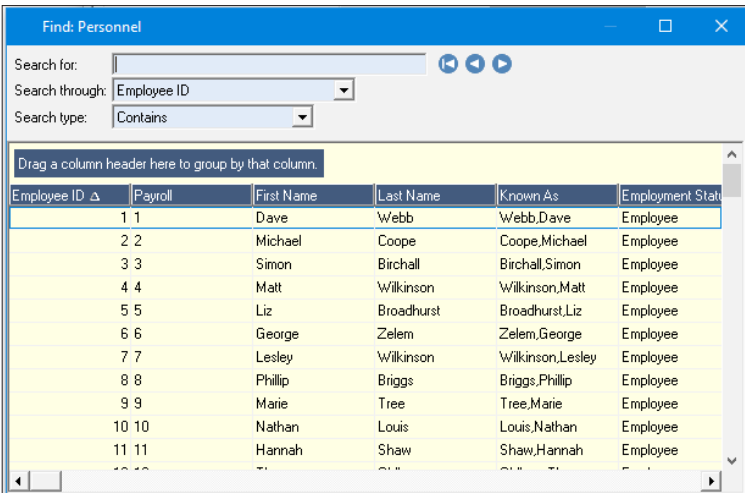 Find: Personnel
Search for:
Search through: Employee ID
Search type: Contains
Drag a column header here to group by that column.
Employee ID Payroll First Name Last Name Known As Employment
1 1 Dave Webb Webb,Dave Employee
2 2 Michael Coope Coope,Michael Employee
3 3 Simon Birchall Birchall,Simon Employee
4 4 Matt Wilkinson Wilkinson,Matt Employee
5 5 Liz Broadhurst Broadhurst,Liz Employee
6 6 George Zelem Zelem,George Employee
7 7 Lesley Wilkinson Wilkinson,Lesley Employee
8 8 Phillip Briggs Briggs,Phillip Employee
9 9 Marie Tree Tree,Marie Employee
10 10 Nathan Louis Louis,Nathan Employee
11 11 Hannah Shaw Shaw,Hannah Employee